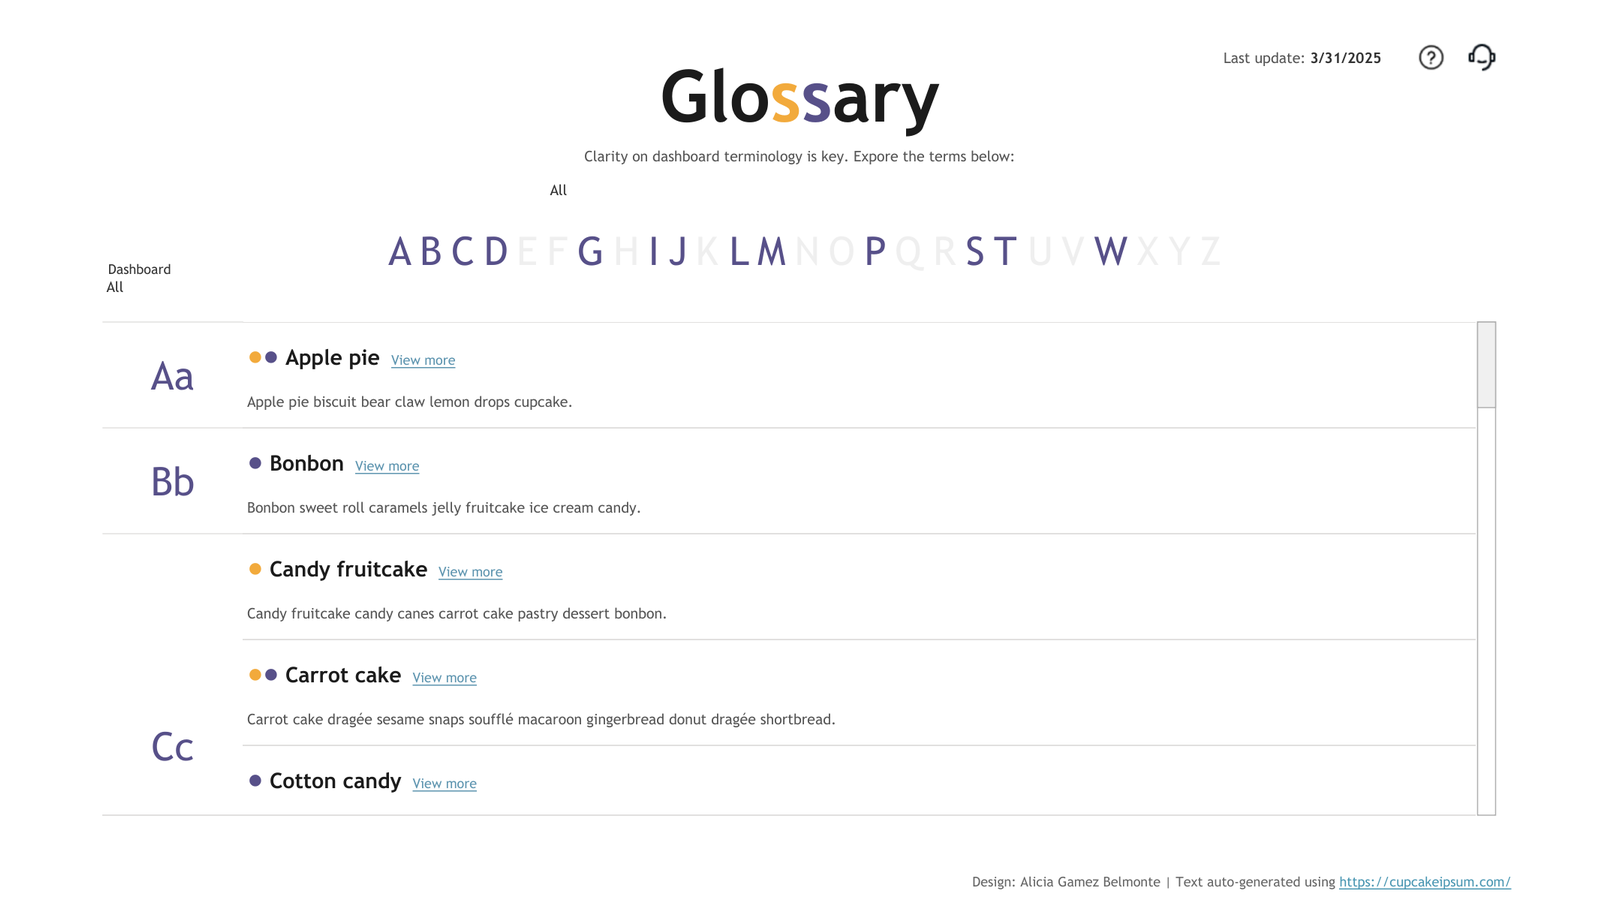 Last update: 3/31/2025
Glossary
Clarity on dashboard terminology is key. Expore the terms below:
All
A B C D E F G H I J K L M N O P Q R S T U V W X Y Z
Dashboard
All
Aa
Apple pie View more
Apple pie biscuit bear claw lemon drops cupcake.
Bb
Bonbon View more
Bonbon sweet roll caramels jelly fruitcake ice cream candy.
Cc
Candy fruitcake View more
Candy fruitcake candy canes carrot cake pastry dessert bonbon.
Carrot cake View more
Carrot cake dragée sesame snaps soufflé macaroon gingerbread donut dragée shortbread.
Cotton candy View more
Design: Alicia Gamez Belmonte | Text auto-generated using https://cupcakeipsum.com/